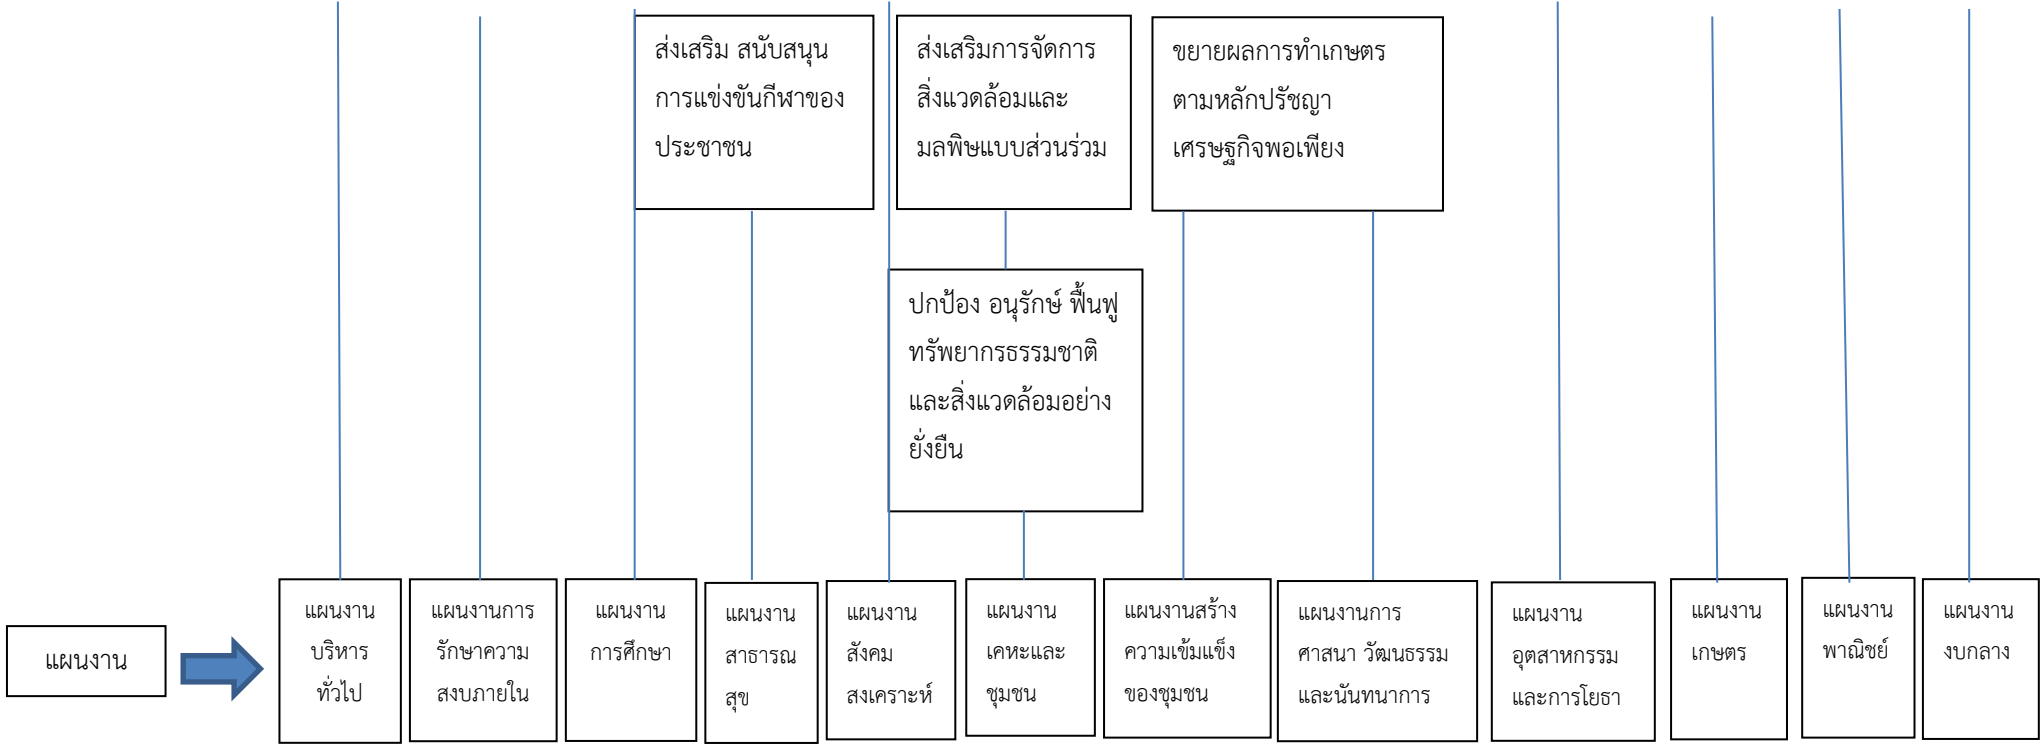 ส่งเสริม สนับสนุน
การแข่งขันกีฬาของ
ประชาชน
ส่งเสริมการจัดการ
สิ่งแวดล้อมและ
มลพิษแบบส่วนร่วม
ขยายผลการทำเกษตร
ตามหลักปรัชญา
เศรษฐกิจพอเพียง
ปกป้อง อนุรักษ์ ฟื้นฟู
ทรัพยากรธรรมชาติ
และสิ่งแวดล้อมอย่าง
ยั่งยืน
แผนงาน
แผนงาน
บริหาร
ทั่วไป
แผนงานการ
รักษาความ
สงบภายใน
แผนงาน
การศึกษา
แผนงาน
สาธารณ
สุข
แผนงาน
สังคม
สงเคราะห์
แผนงาน
เคหะและ
ชุมชน
แผนงานสร้าง
ความเข้มแข็ง
ของชุมชน
แผนงานการ
ศาสนา วัฒนธรรม
และนันทนาการ
แผนงาน
อุตสาหกรรม
และการโยธา
แผนงาน
เกษตร
แผนงาน
พาณิชย์
แผนงาน
งบกลาง